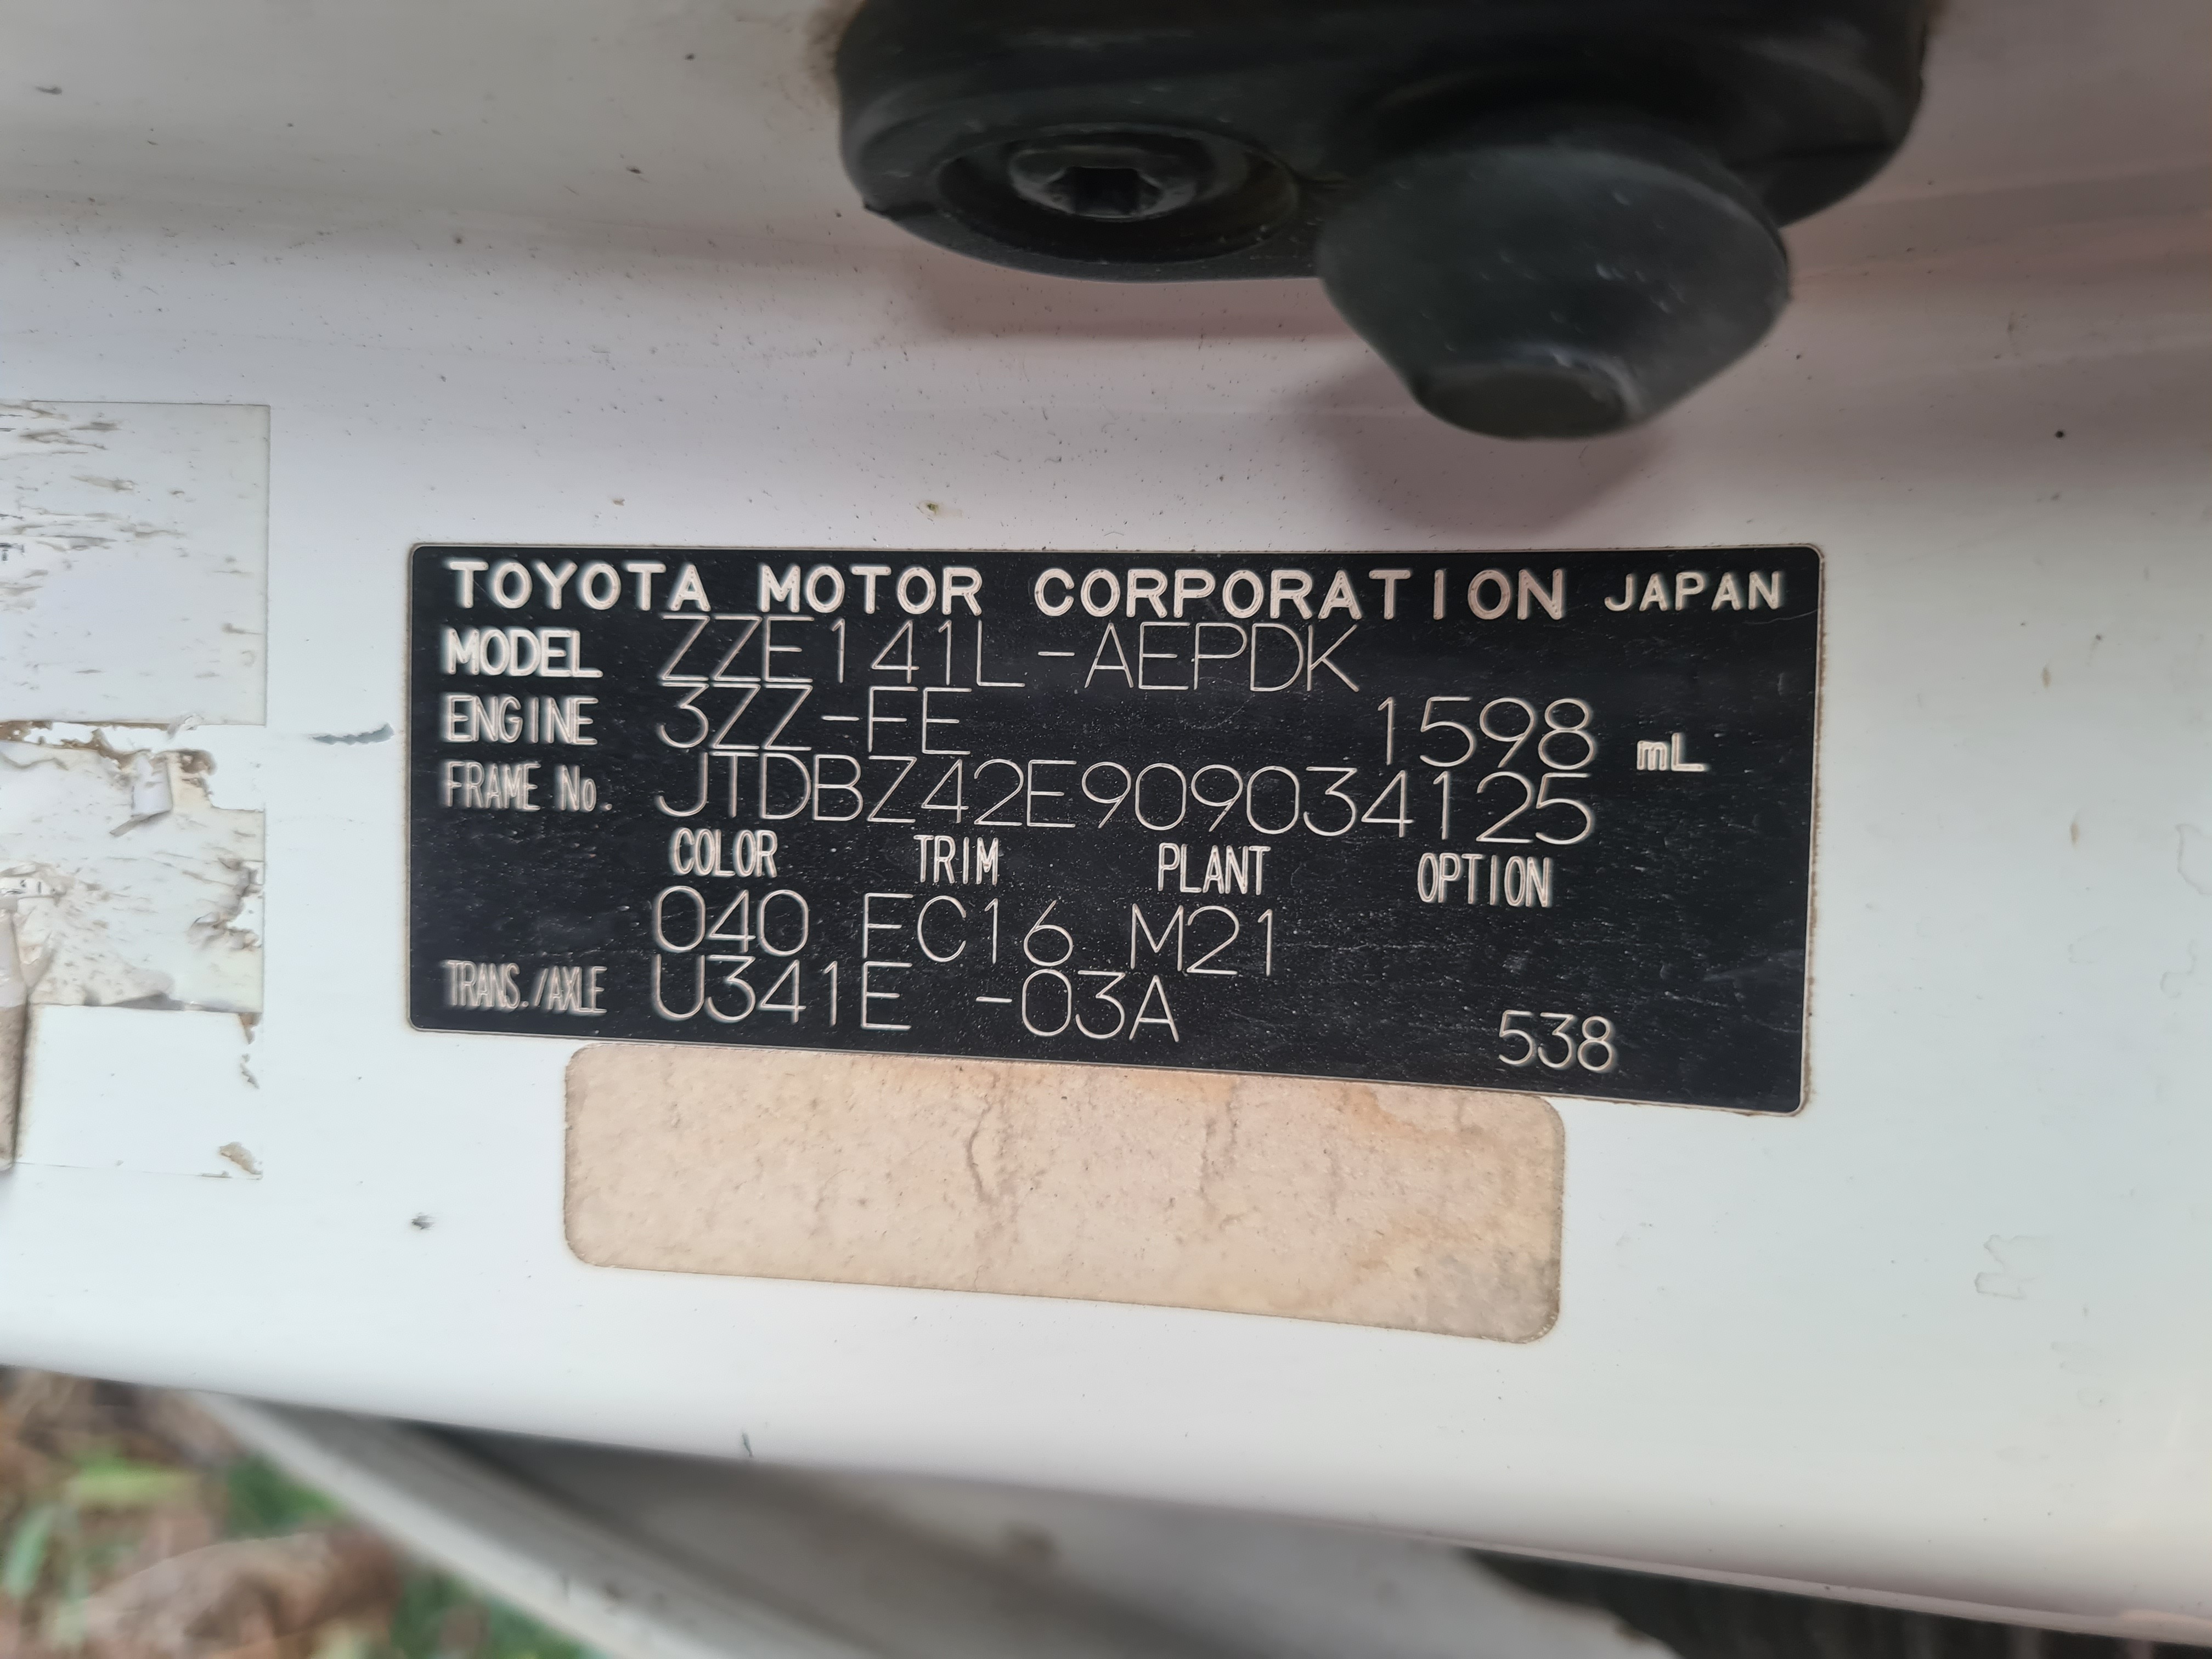 TOYOTA MOTOR CORPORATION JAPAN
MODEL ZZE141L-AEPDK
ENGINE 3ZZ-FE 1598 mL
FRAME No. JTDBZ42E909034125
COLOR TRIM PLANT OPTION
040 FC16 M21
TRANS./AXLE U341E -03A 538